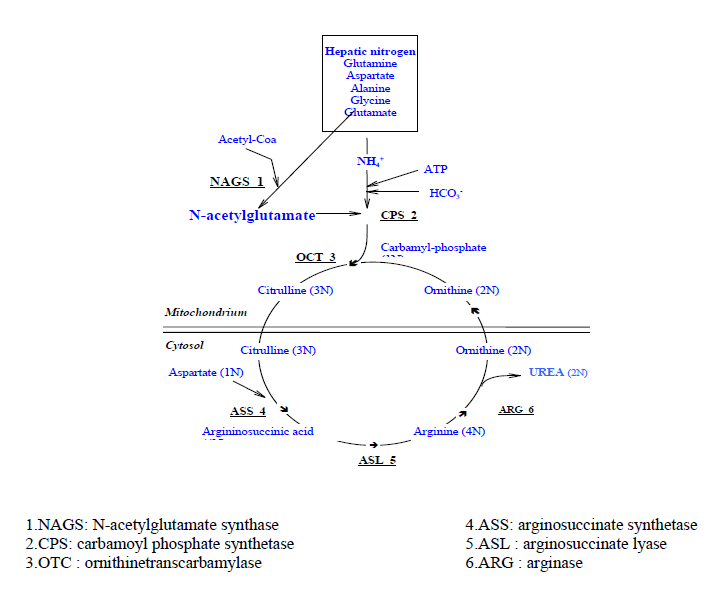 Hepatic nitrogen
Glutamine
Aspartate
Alanine
Glycine
Glutamate
Acetyl-Coa
NH₄⁺
ATP
NAGS 1
HCO₃⁻
N-acetylglutamate
CPS 2
Carbamyl-phosphate
OCT 3
Citrulline (3N)
Ornithine (2N)
Mitochondrium
Cytosol
Citrulline (3N)
Ornithine (2N)
Aspartate (1N)
UREA (2N)
ASS 4
ARG 6
Argininosuccinic acid
Arginine (4N)
ASL 5
1.NAGS: N-acetylglutamate synthase
2.CPS: carbamoyl phosphate synthetase
3.OTC : ornithinetranscarbamylase
4.ASS: arginosuccinate synthetase
5.ASL : arginosuccinate lyase
6.ARG : arginase